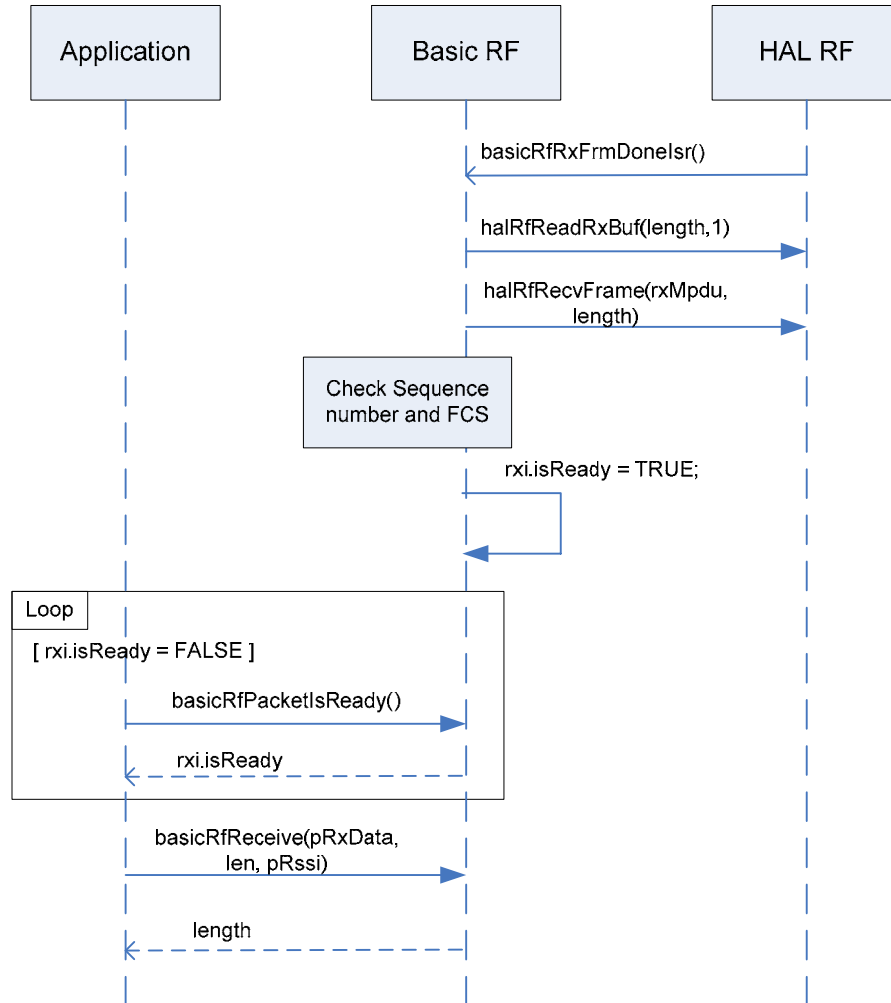 Application
Basic RF
HAL RF
basicRfRxFrmDoneIsr()
halRfReadRxBuf(length,1)
halRfRecvFrame(rxMpdu,
length)
Check Sequence
number and FCS
rxi.isReady = TRUE;
Loop
[ rxi.isReady = FALSE ]
basicRfPacketIsReady()
rxi.isReady
basicRfReceive(pRxData,
len, pRssi)
length